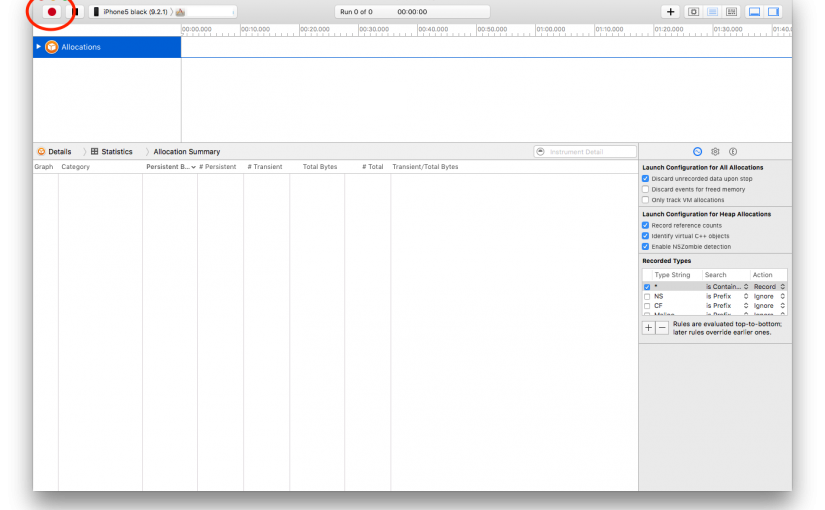 iPhone5 black (9.2.1)
Run 0 of 0 00:00:00
00:00.000 00:10.000 00:20.000 00:30.000 00:40.000 00:50.000 01:00.000 01:10.000 01:20.000 01:30.000 01:40.0
Allocations
Details Statistics Allocation Summary Instrument Detail
Graph Category Persistent B... # Persistent # Transient Total Bytes # Total Transient/Total Bytes
Launch Configuration for All Allocations
Discard unrecorded data upon stop
Discard events for freed memory
Only track VM allocations
Launch Configuration for Heap Allocations
Record reference counts
Identify virtual C++ objects
Enable NSZombie detection
Recorded Types
Type String Search Action
* is Contain... Record
NS is Prefix Ignore
CF is Prefix Ignore
Malloc is Prefix Ignore
+ − Rules are evaluated top-to-bottom;
later rules override earlier ones.